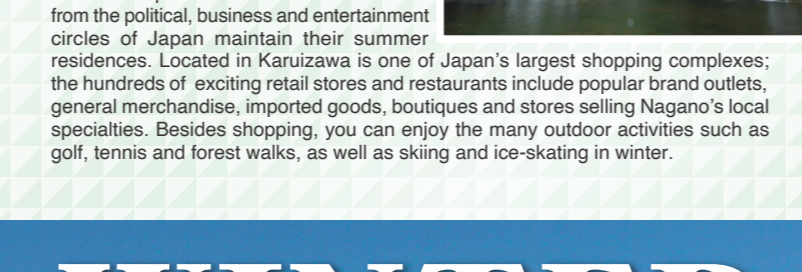 from the political, business and entertainment
circles of Japan maintain their summer
residences. Located in Karuizawa is one of Japan's largest shopping complexes;
the hundreds of exciting retail stores and restaurants include popular brand outlets,
general merchandise, imported goods, boutiques and stores selling Nagano's local
specialties. Besides shopping, you can enjoy the many outdoor activities such as
golf, tennis and forest walks, as well as skiing and ice-skating in winter.